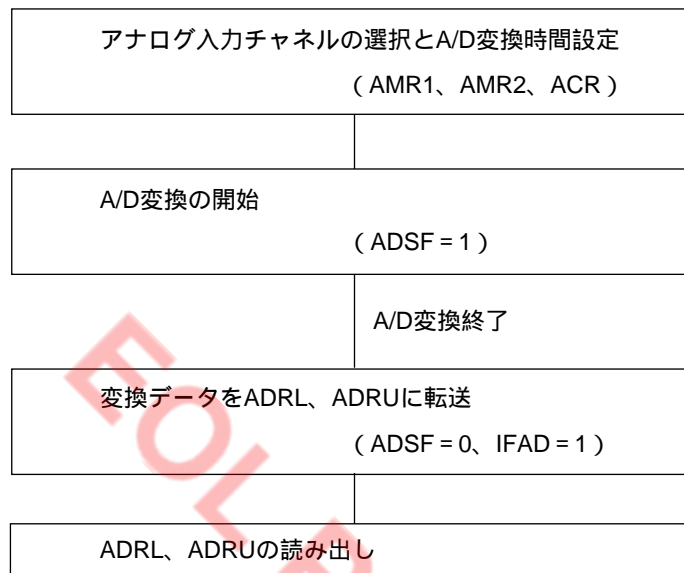 アナログ入力チャネルの選択とA/D変換時間設定
(AMR1、AMR2、ACR)
A/D変換の開始
(ADSF = 1)
A/D変換終了
変換データをADRL、ADRUに転送
(ADSF = 0、IFAD = 1)
ADRL、ADRUの読み出し
EOL